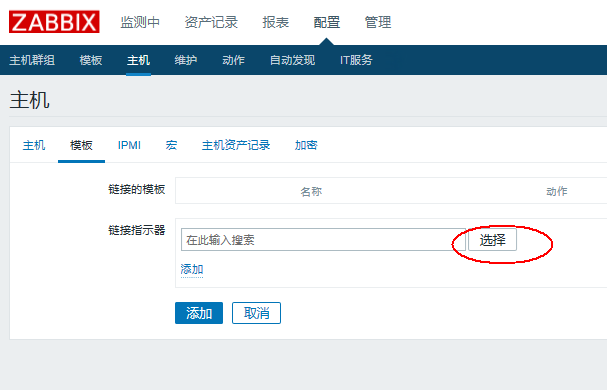 ZABBIX 监测中 资产记录 报表 配置 管理
主机群组 模板 主机 维护 动作 自动发现 IT服务
主机
主机 模板 IPMI 宏 主机资产记录 加密
链接的模板 名称 动作
链接指示器
在此输入搜索 选择
添加
添加 取消